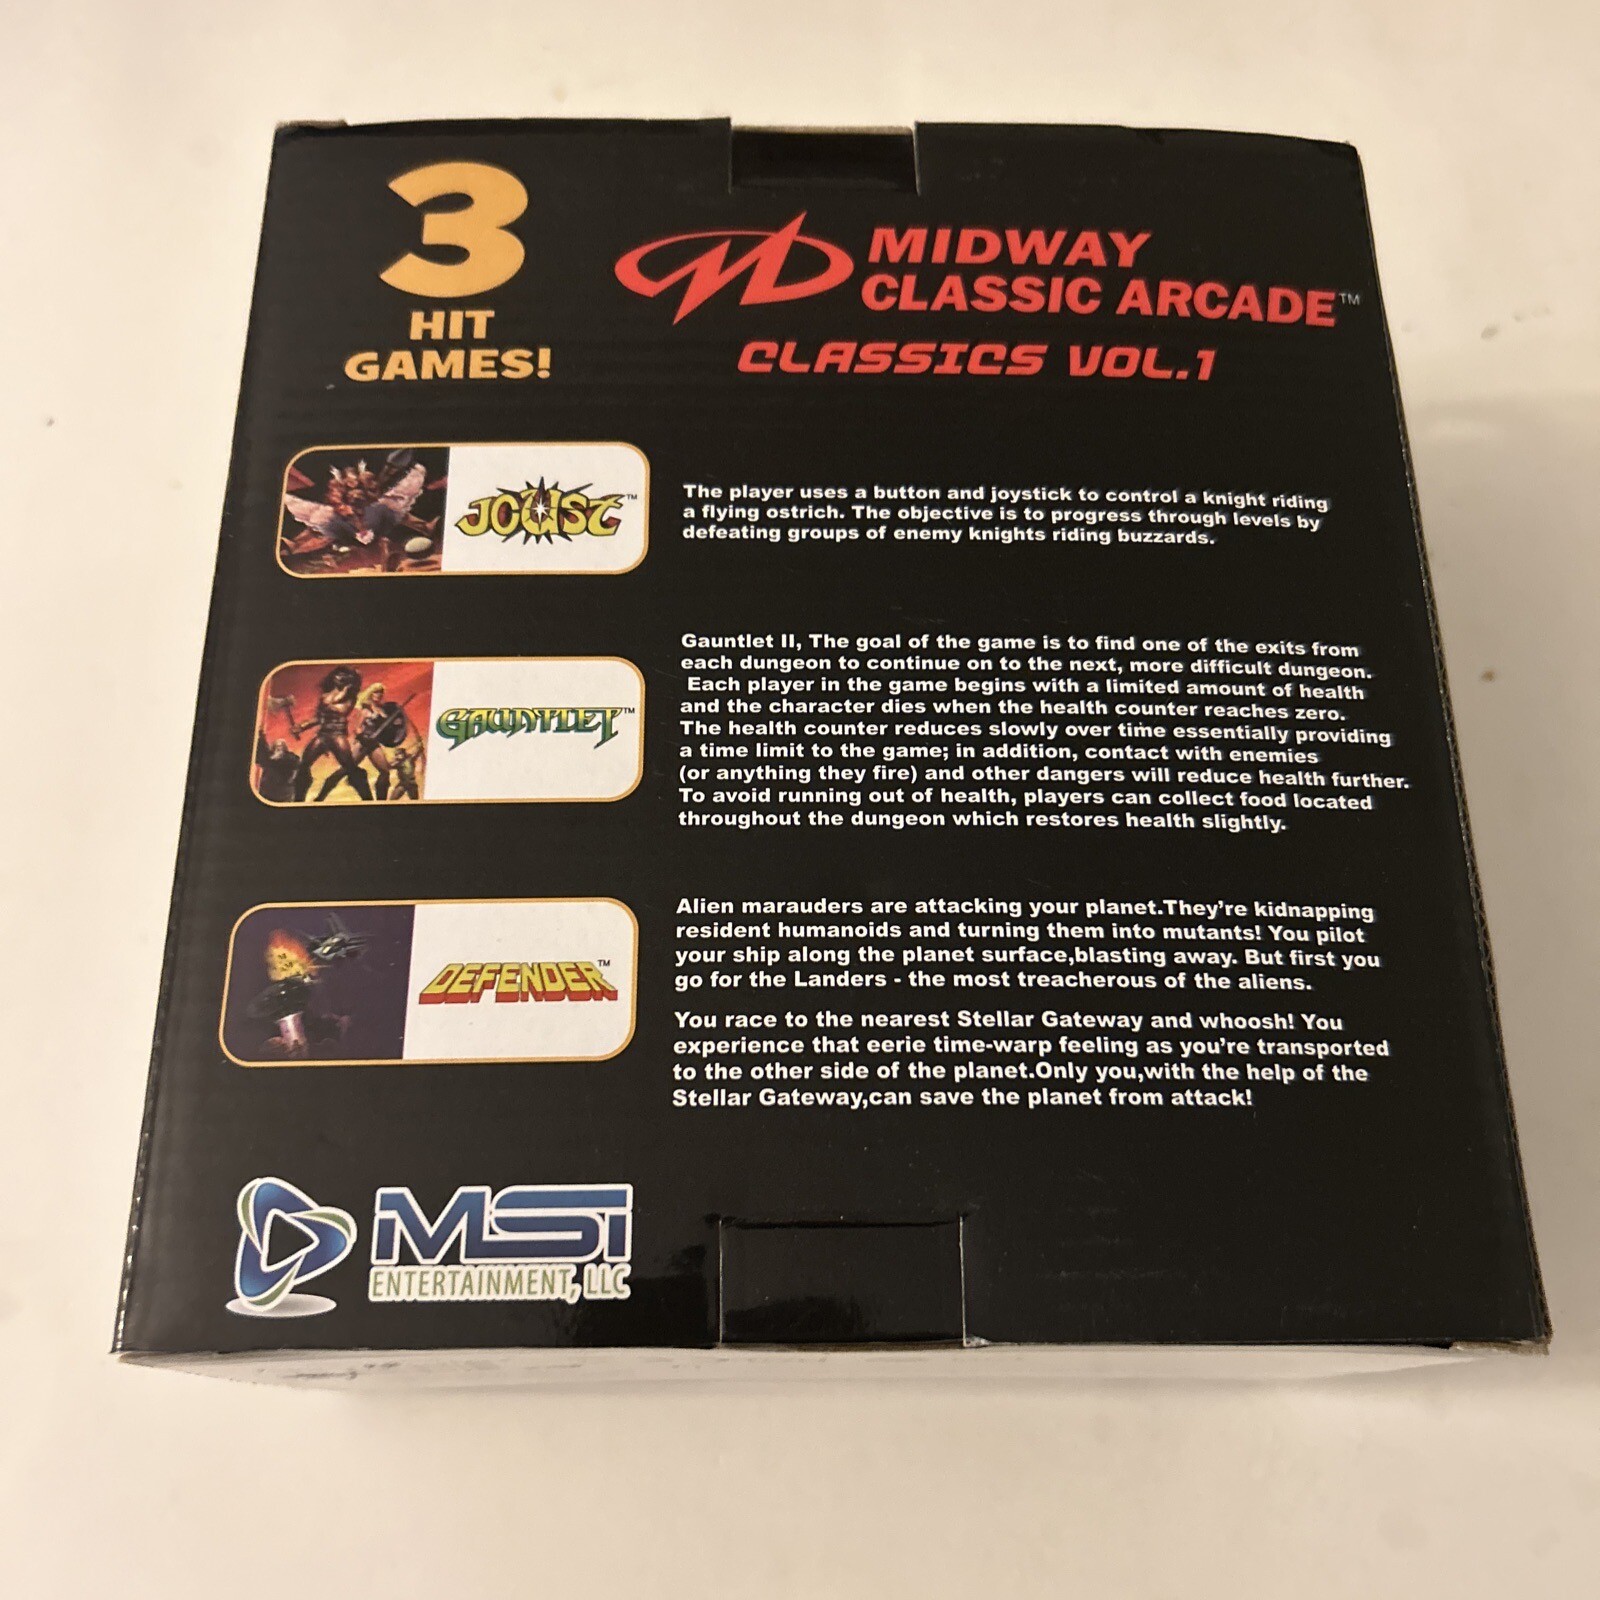 3
HIT
GAMES!
MIDWAY
CLASSIC ARCADE™
CLASSICS VOL.1
JOUST™
The player uses a button and joystick to control a knight riding
a flying ostrich. The objective is to progress through levels by
defeating groups of enemy knights riding buzzards.
GAUNTLET™
Gauntlet II, The goal of the game is to find one of the exits from
each dungeon to continue on to the next, more difficult dungeon.
Each player in the game begins with a limited amount of health
and the character dies when the health counter reaches zero.
The health counter reduces slowly over time essentially providing
a time limit to the game; in addition, contact with enemies
(or anything they fire) and other dangers will reduce health further.
To avoid running out of health, players can collect food located
throughout the dungeon which restores health slightly.
DEFENDER™
Alien marauders are attacking your planet.They're kidnapping
resident humanoids and turning them into mutants! You pilot
your ship along the planet surface,blasting away. But first you
go for the Landers - the most treacherous of the aliens.
You race to the nearest Stellar Gateway and whoosh! You
experience that eerie time-warp feeling as you're transported
to the other side of the planet.Only you,with the help of the
Stellar Gateway,can save the planet from attack!
MSi
ENTERTAINMENT, LLC